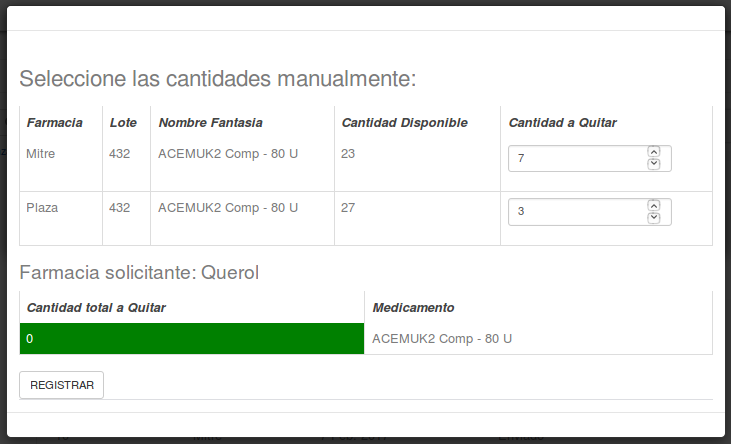 Seleccione las cantidades manualmente:
Farmacia Lote Nombre Fantasia Cantidad Disponible Cantidad a Quitar
Mitre 432 ACEMUK2 Comp - 80 U 23 7
Plaza 432 ACEMUK2 Comp - 80 U 27 3
Farmacia solicitante: Querol
Cantidad total a Quitar Medicamento
0 ACEMUK2 Comp - 80 U
REGISTRAR